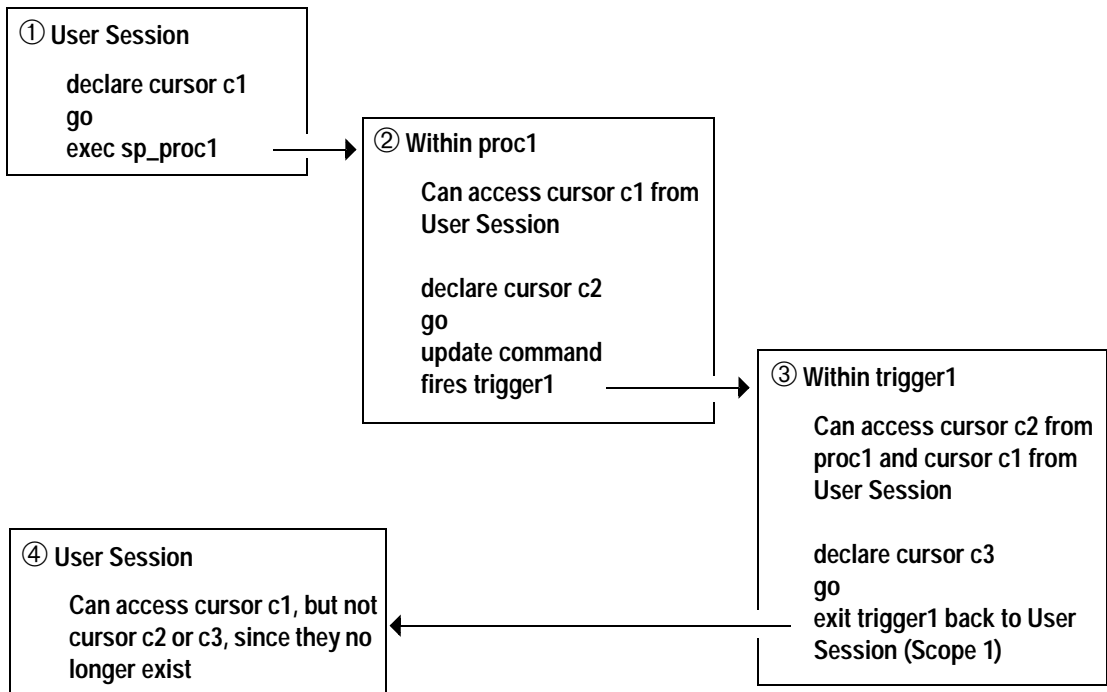 ① User Session
declare cursor c1
go
exec sp_proc1
② Within proc1
Can access cursor c1 from
User Session
declare cursor c2
go
update command
fires trigger1
③ Within trigger1
Can access cursor c2 from
proc1 and cursor c1 from
User Session
declare cursor c3
go
exit trigger1 back to User
Session (Scope 1)
④ User Session
Can access cursor c1, but not
cursor c2 or c3, since they no
longer exist